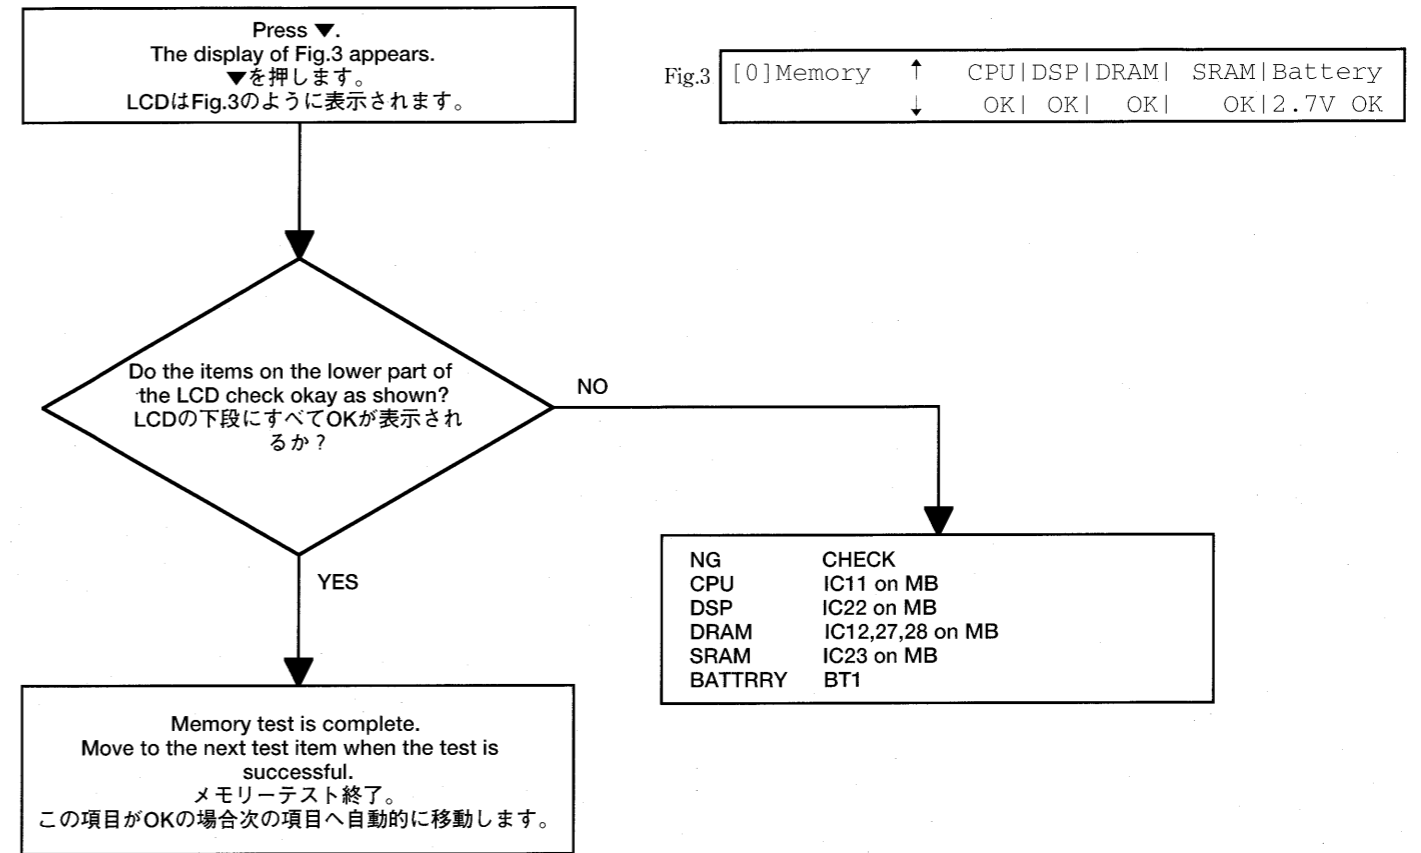 Press ▼.
The display of Fig.3 appears.
▼を押します。
LCDはFig.3のように表示されます。
Fig.3
[0]Memory ↑ CPU|DSP|DRAM| SRAM|Battery
↓ OK| OK| OK| OK|2.7V OK
Do the items on the lower part of
the LCD check okay as shown?
LCDの下段にすべてOKが表示され
るか？
NO
YES
NG CHECK
CPU IC11 on MB
DSP IC22 on MB
DRAM IC12,27,28 on MB
SRAM IC23 on MB
BATTRRY BT1
Memory test is complete.
Move to the next test item when the test is
successful.
メモリーテスト終了。
この項目がOKの場合次の項目へ自動的に移動します。